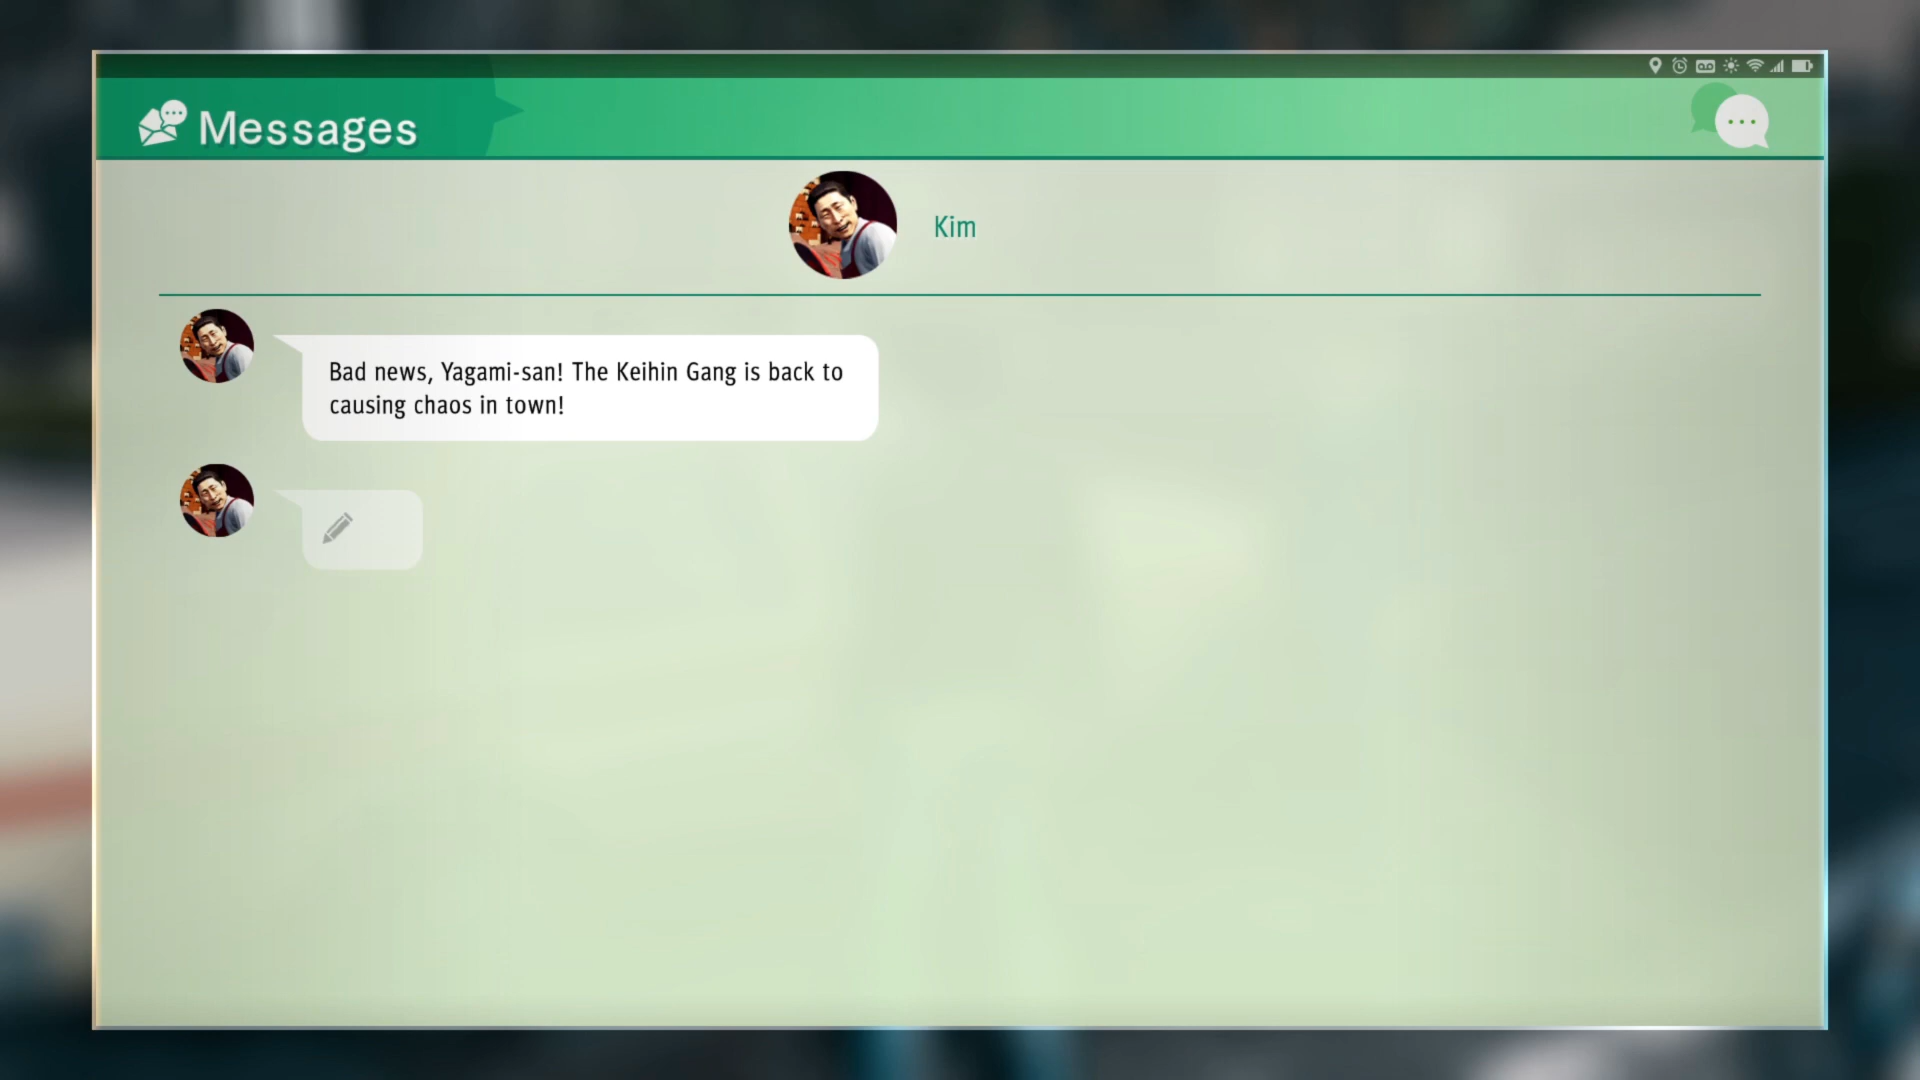 Messages
Kim
Bad news, Yagami-san! The Keihin Gang is back to
causing chaos in town!